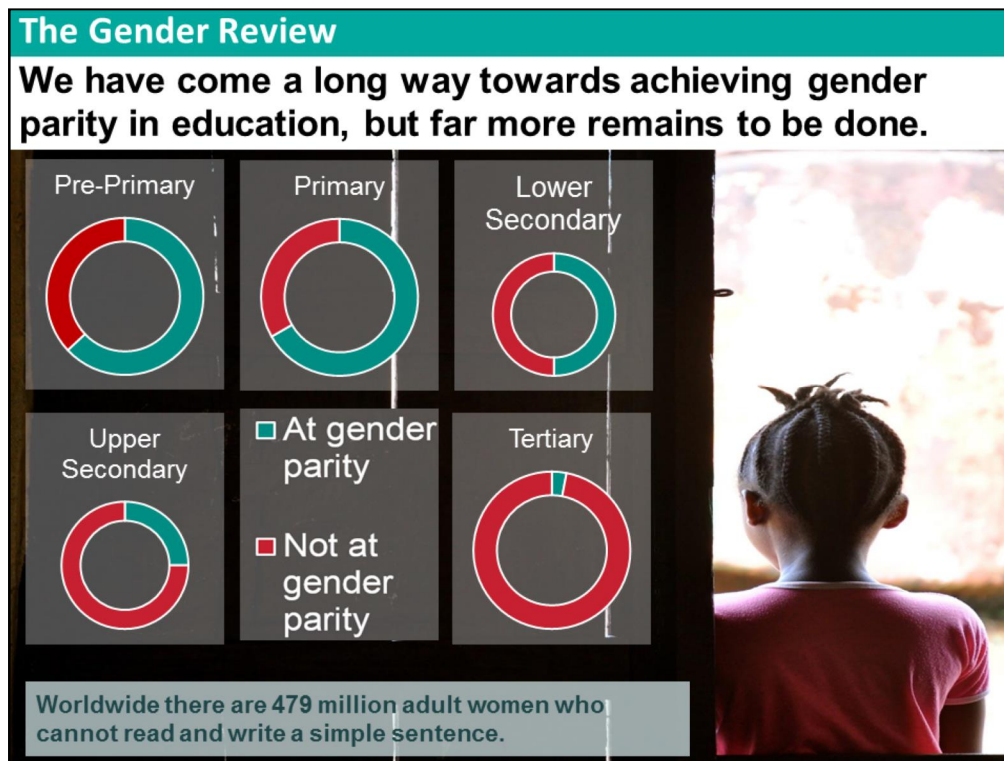 The Gender Review
We have come a long way towards achieving gender
parity in education, but far more remains to be done.
Pre-Primary
Primary
Lower
Secondary
Upper
Secondary
At gender
parity
Not at
gender
parity
Tertiary
Worldwide there are 479 million adult women who
cannot read and write a simple sentence.